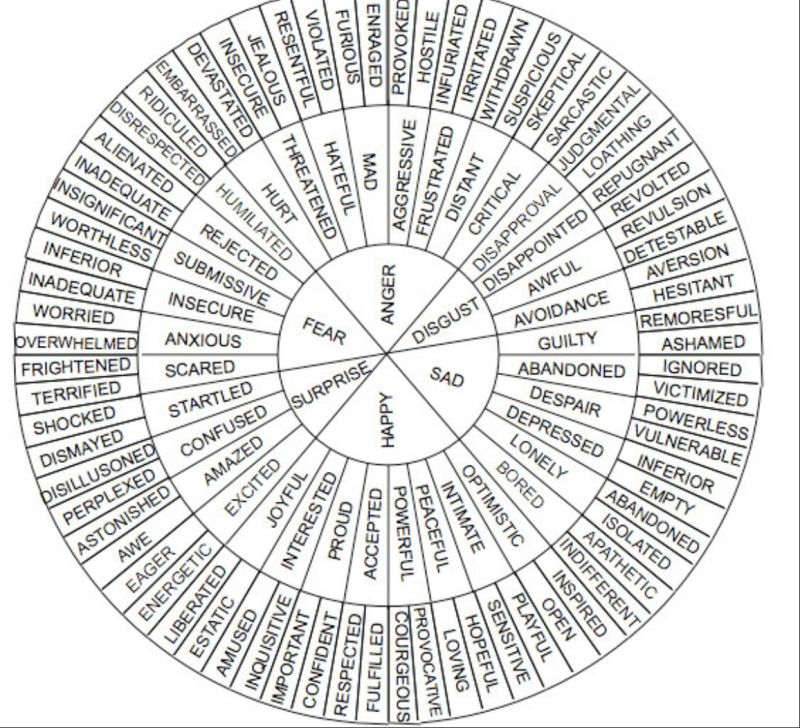 ANGER
DISGUST
SAD
HAPPY
SURPRISE
FEAR
MAD
AGGRESSIVE
FRUSTRATED
DISTANT
CRITICAL
DISAPPROVAL
DISAPPOINTED
AWFUL
AVOIDANCE
GUILTY
ABANDONED
DESPAIR
DEPRESSED
LONELY
BORED
OPTIMISTIC
INTIMATE
PEACEFUL
POWERFUL
ACCEPTED
PROUD
INTERESTED
JOYFUL
EXCITED
AMAZED
CONFUSED
STARTLED
SCARED
ANXIOUS
INSECURE
SUBMISSIVE
REJECTED
HUMILIATED
HURT
THREATENED
HATEFUL
ENRAGED
PROVOKED
HOSTILE
INFURIATED
IRRITATED
WITHDRAWN
SUSPICIOUS
SKEPTICAL
SARCASTIC
JUDGMENTAL
LOATHING
REPUGNANT
REVOLTED
REVULSION
DETESTABLE
AVERSION
HESITANT
REMORESFUL
ASHAMED
IGNORED
VICTIMIZED
POWERLESS
VULNERABLE
INFERIOR
EMPTY
ABANDONED
ISOLATED
APATHETIC
INDIFFERENT
INSPIRED
OPEN
PLAYFUL
SENSITIVE
HOPEFUL
LOVING
PROVOCATIVE
COURGEOUS
FULFILLED
RESPECTED
CONFIDENT
IMPORTANT
INQUISITIVE
AMUSED
ESTATIC
LIBERATED
ENERGETIC
EAGER
AWE
ASTONISHED
PERPLEXED
DISILLUSONED
DISMAYED
SHOCKED
TERRIFIED
FRIGHTENED
OVERWHELMED
WORRIED
INADEQUATE
INFERIOR
WORTHLESS
INSIGNIFICANT
INADEQUATE
ALIENATED
DISRESPECTED
RIDICULED
EMBARRASSED
DEVASTATED
INSECURE
JEALOUS
RESENTFUL
VIOLATED
FURIOUS